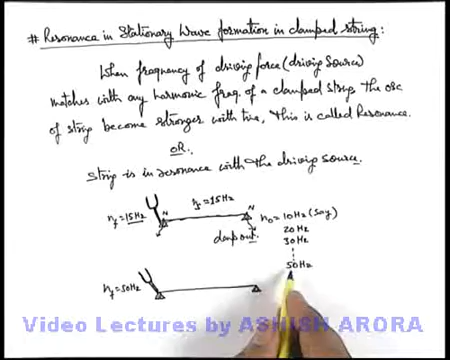 # Resonance in Stationary Wave formation in clamped string:
When frequency of driving force (driving source)
matches with any harmonic freq. of a clamped string the osc
of string become stronger with time, This is called Resonance.
OR.
String is in resonance with the driving source.
nf = 15Hz
N
ns = 15Hz
N
damp out.
n0 = 10Hz (say)
20Hz
30Hz
50Hz
nf = 50Hz
Video Lectures by ASHISH ARORA